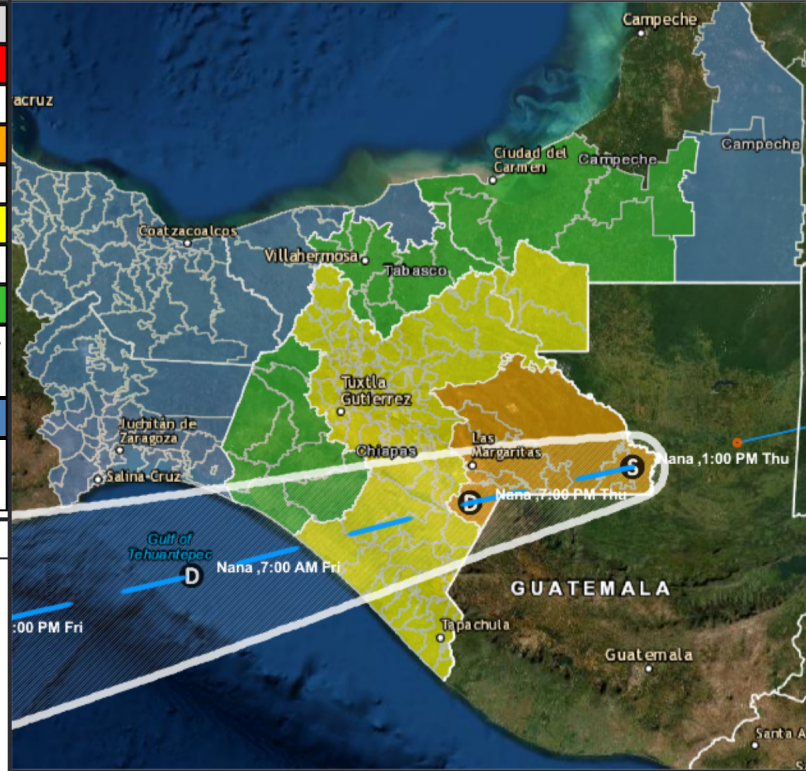 Campeche
acruz
Ciudad del
Carmen
Campeche
Campeche
Coatzacoalcos
Villahermosa
Tabasco
Tuxtla
Gutierrez
Juchitán de
Zaragoza
Las
Margaritas
Chiapas
S
Nana ,1:00 PM Thu
Salina Cruz
D
Nana ,7:00 PM Thu
Gulf of
Tehuantepec
D
Nana ,7:00 AM Fri
GUATEMALA
:00 PM Fri
Tapachula
Guatemala
Santa A
S